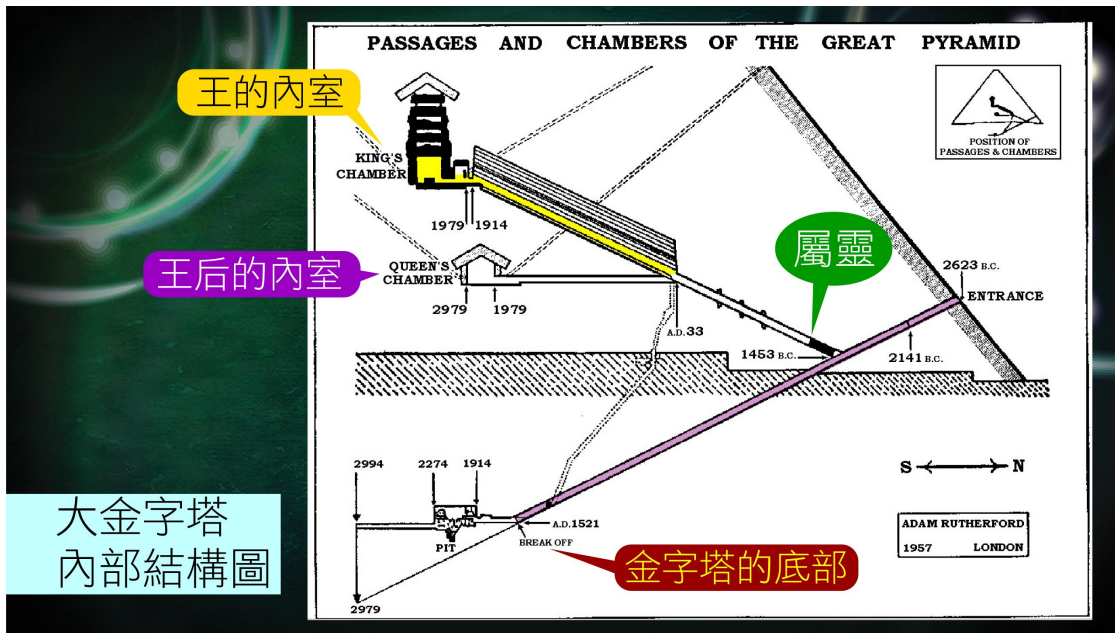 PASSAGES AND CHAMBERS OF THE GREAT PYRAMID
王的內室
POSITION OF
PASSAGES & CHAMBERS
KING'S
CHAMBER
1979 1914
王后的內室
QUEEN'S
CHAMBER
2979 1979
屬靈
2623 B.C.
ENTRANCE
A.D. 33
1453 B.C.
2141 B.C.
2994 2274 1914
S N
A.D. 1521
PIT
BREAK OFF
2979
ADAM RUTHERFORD
1957 LONDON
大金字塔
內部結構圖
金字塔的底部